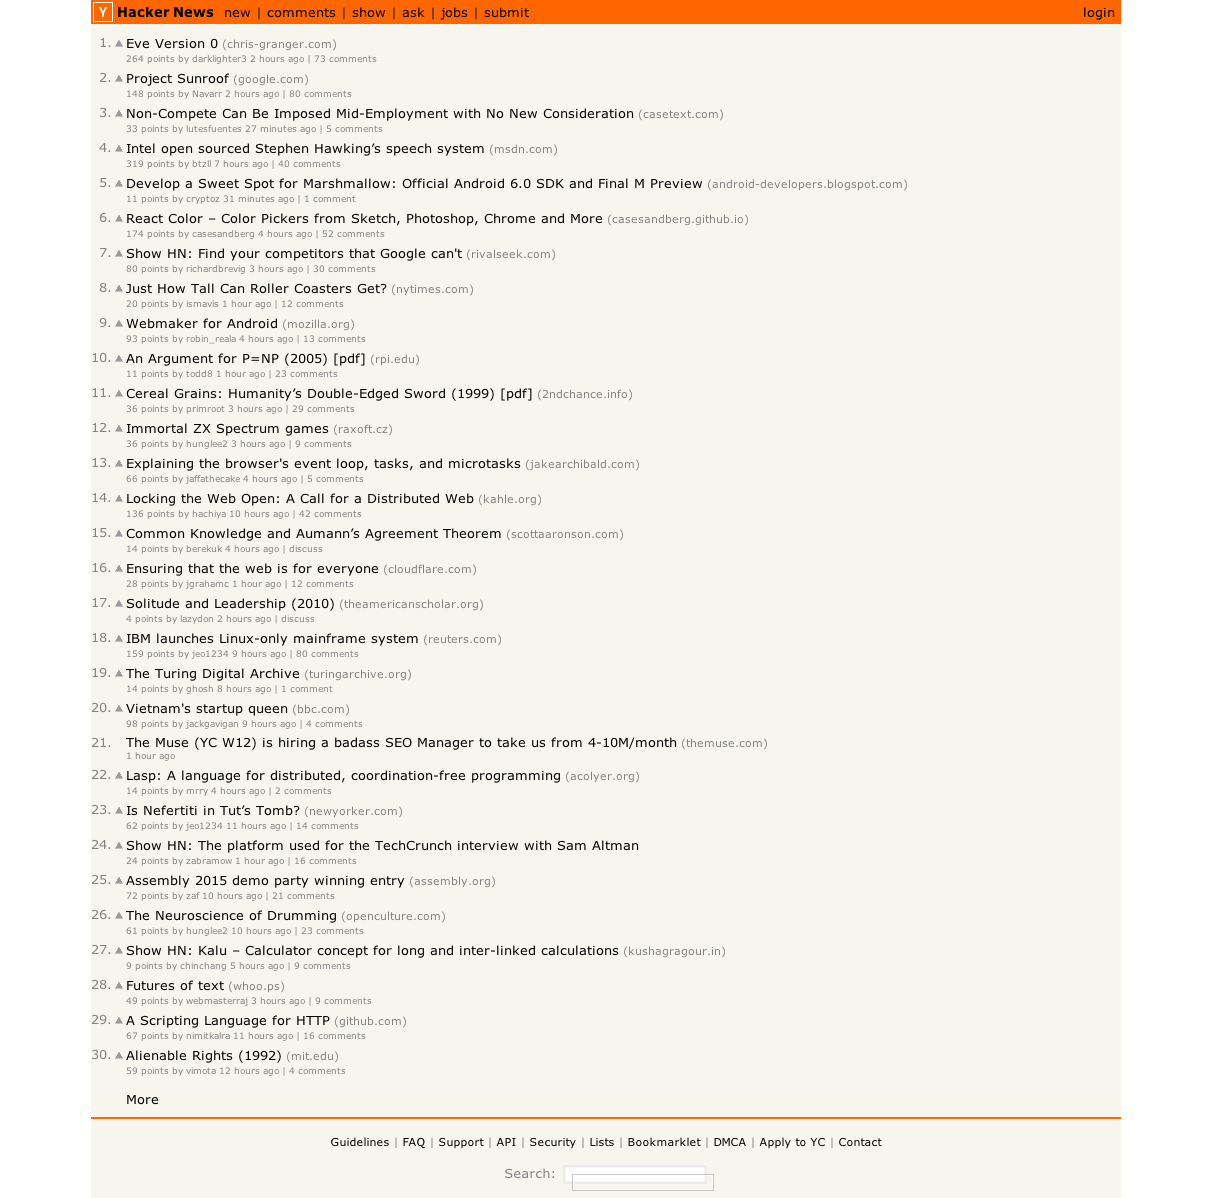 Y Hacker News new | comments | show | ask | jobs | submit login
1. Eve Version 0 (chris-granger.com)
264 points by darklighter3 2 hours ago | 73 comments
2. Project Sunroof (google.com)
148 points by Navarr 2 hours ago | 80 comments
3. Non-Compete Can Be Imposed Mid-Employment with No New Consideration (casetext.com)
33 points by lutesfuentes 27 minutes ago | 5 comments
4. Intel open sourced Stephen Hawking’s speech system (msdn.com)
319 points by btzll 7 hours ago | 40 comments
5. Develop a Sweet Spot for Marshmallow: Official Android 6.0 SDK and Final M Preview (android-developers.blogspot.com)
11 points by cryptoz 31 minutes ago | 1 comment
6. React Color – Color Pickers from Sketch, Photoshop, Chrome and More (casesandberg.github.io)
174 points by casesandberg 4 hours ago | 52 comments
7. Show HN: Find your competitors that Google can't (rivalseek.com)
80 points by richardbrevig 3 hours ago | 30 comments
8. Just How Tall Can Roller Coasters Get? (nytimes.com)
20 points by ismavis 1 hour ago | 12 comments
9. Webmaker for Android (mozilla.org)
93 points by robin_reala 4 hours ago | 13 comments
10. An Argument for P=NP (2005) [pdf] (rpi.edu)
11 points by todd8 1 hour ago | 23 comments
11. Cereal Grains: Humanity’s Double-Edged Sword (1999) [pdf] (2ndchance.info)
36 points by primroot 3 hours ago | 29 comments
12. Immortal ZX Spectrum games (raxoft.cz)
36 points by hunglee2 3 hours ago | 9 comments
13. Explaining the browser's event loop, tasks, and microtasks (jakearchibald.com)
66 points by jaffathecake 4 hours ago | 5 comments
14. Locking the Web Open: A Call for a Distributed Web (kahle.org)
136 points by hachiya 10 hours ago | 42 comments
15. Common Knowledge and Aumann’s Agreement Theorem (scottaaronson.com)
14 points by berekuk 4 hours ago | discuss
16. Ensuring that the web is for everyone (cloudflare.com)
28 points by jgrahamc 1 hour ago | 12 comments
17. Solitude and Leadership (2010) (theamericanscholar.org)
4 points by lazydon 2 hours ago | discuss
18. IBM launches Linux-only mainframe system (reuters.com)
159 points by jeo1234 9 hours ago | 80 comments
19. The Turing Digital Archive (turingarchive.org)
14 points by ghosh 8 hours ago | 1 comment
20. Vietnam's startup queen (bbc.com)
98 points by jackgavigan 9 hours ago | 4 comments
21. The Muse (YC W12) is hiring a badass SEO Manager to take us from 4-10M/month (themuse.com)
1 hour ago
22. Lasp: A language for distributed, coordination-free programming (acolyer.org)
14 points by mrry 4 hours ago | 2 comments
23. Is Nefertiti in Tut’s Tomb? (newyorker.com)
62 points by jeo1234 11 hours ago | 14 comments
24. Show HN: The platform used for the TechCrunch interview with Sam Altman
24 points by zabramow 1 hour ago | 16 comments
25. Assembly 2015 demo party winning entry (assembly.org)
72 points by zaf 10 hours ago | 21 comments
26. The Neuroscience of Drumming (openculture.com)
61 points by hunglee2 10 hours ago | 23 comments
27. Show HN: Kalu – Calculator concept for long and inter-linked calculations (kushagragour.in)
9 points by chinchang 5 hours ago | 9 comments
28. Futures of text (whoo.ps)
49 points by webmasterraj 3 hours ago | 9 comments
29. A Scripting Language for HTTP (github.com)
67 points by nimitkalra 11 hours ago | 16 comments
30. Alienable Rights (1992) (mit.edu)
59 points by vimota 12 hours ago | 4 comments
More
Guidelines | FAQ | Support | API | Security | Lists | Bookmarklet | DMCA | Apply to YC | Contact
Search: